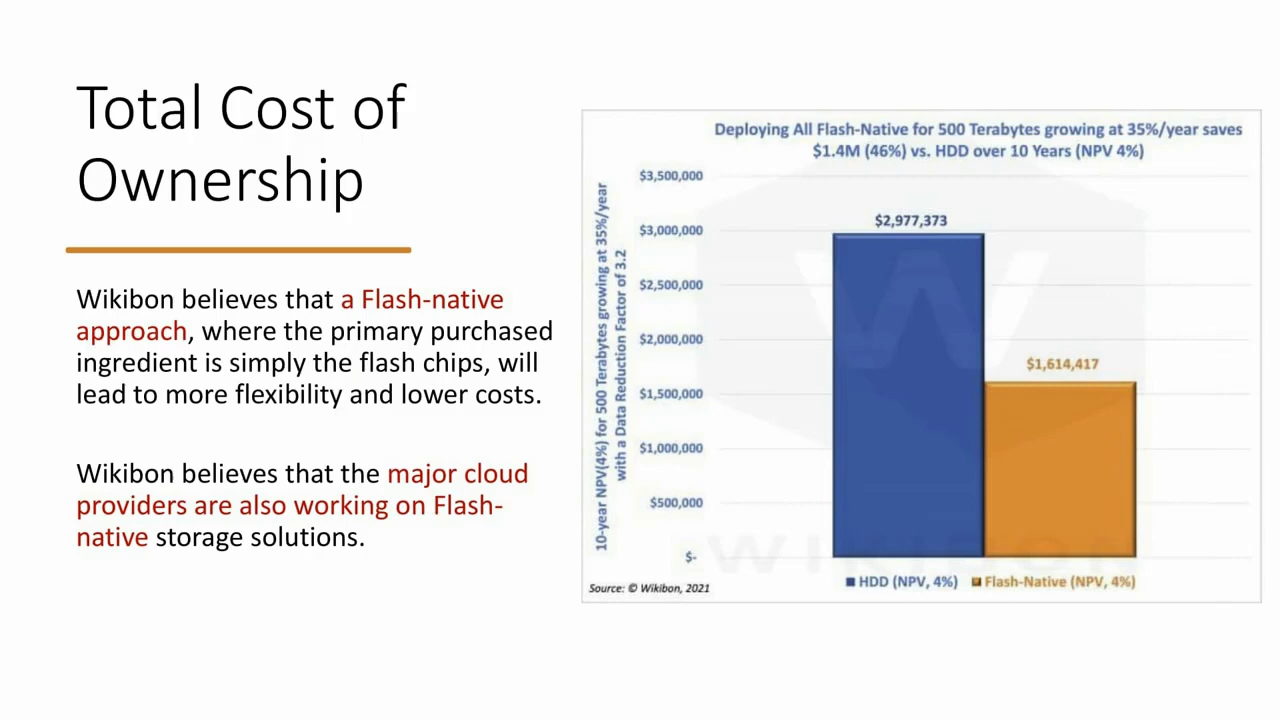 Total Cost of
Ownership
Wikibon believes that a Flash-native
approach, where the primary purchased
ingredient is simply the flash chips, will
lead to more flexibility and lower costs.
Wikibon believes that the major cloud
providers are also working on Flash-
native storage solutions.
Deploying All Flash-Native for 500 Terabytes growing at 35%/year saves
$1.4M (46%) vs. HDD over 10 Years (NPV 4%)
10-year NPV(4%) for 500 Terabytes growing at 35%/year
with a Data Reduction Factor of 3.2
$3,500,000
$3,000,000
$2,500,000
$2,000,000
$1,500,000
$1,000,000
$500,000
$-
$2,977,373
$1,614,417
WIKIBON
HDD (NPV, 4%) Flash-Native (NPV, 4%)
Source: © Wikibon, 2021